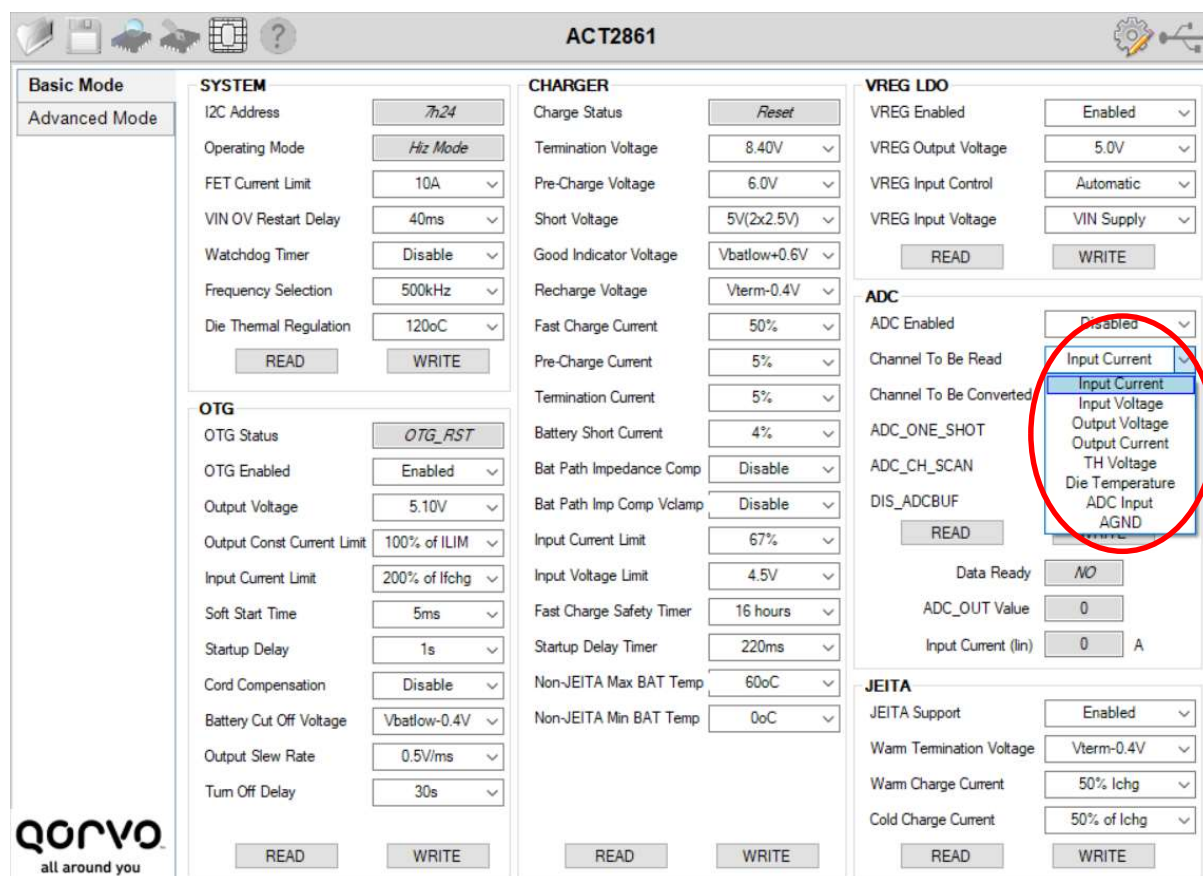 ACT2861
Basic Mode
Advanced Mode
SYSTEM
I2C Address 7h24
Operating Mode Hiz Mode
FET Current Limit 10A
VIN OV Restart Delay 40ms
Watchdog Timer Disable
Frequency Selection 500kHz
Die Thermal Regulation 120oC
READ WRITE
OTG
OTG Status OTG_RST
OTG Enabled Enabled
Output Voltage 5.10V
Output Const Current Limit 100% of ILIM
Input Current Limit 200% of Ifchg
Soft Start Time 5ms
Startup Delay 1s
Cord Compensation Disable
Battery Cut Off Voltage Vbatlow-0.4V
Output Slew Rate 0.5V/ms
Turn Off Delay 30s
READ WRITE
CHARGER
Charge Status Reset
Termination Voltage 8.40V
Pre-Charge Voltage 6.0V
Short Voltage 5V(2x2.5V)
Good Indicator Voltage Vbatlow+0.6V
Recharge Voltage Vterm-0.4V
Fast Charge Current 50%
Pre-Charge Current 5%
Termination Current 5%
Battery Short Current 4%
Bat Path Impedance Comp Disable
Bat Path Imp Comp Vclamp Disable
Input Current Limit 67%
Input Voltage Limit 4.5V
Fast Charge Safety Timer 16 hours
Startup Delay Timer 220ms
Non-JEITA Max BAT Temp 60oC
Non-JEITA Min BAT Temp 0oC
READ WRITE
VREG LDO
VREG Enabled Enabled
VREG Output Voltage 5.0V
VREG Input Control Automatic
VREG Input Voltage VIN Supply
READ WRITE
ADC
ADC Enabled Disabled
Channel To Be Read Input Current
Input Current
Channel To Be Converted Input Voltage
Output Voltage
ADC_ONE_SHOT Output Current
ADC_CH_SCAN TH Voltage
Die Temperature
DIS_ADCBUF ADC Input
AGND
READ WRITE
Data Ready NO
ADC_OUT Value 0
Input Current (Iin) 0 A
JEITA
JEITA Support Enabled
Warm Termination Voltage Vterm-0.4V
Warm Charge Current 50% Ichg
Cold Charge Current 50% of Ichg
READ WRITE
QORVO
all around you